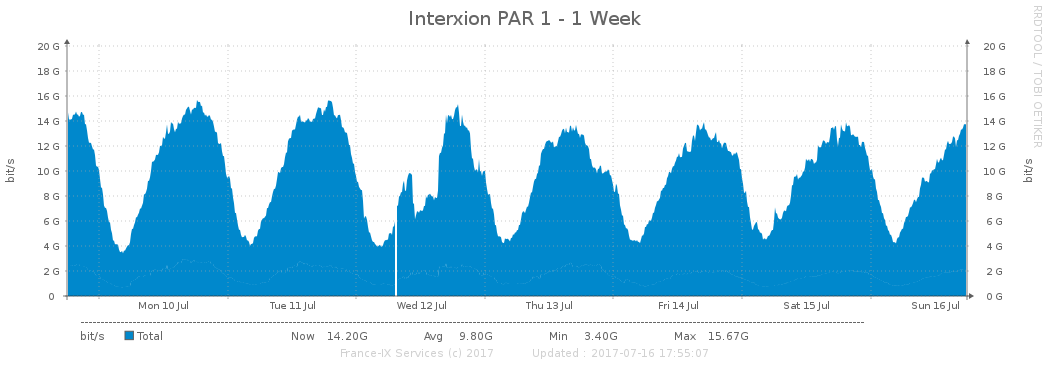 Interxion PAR 1 - 1 Week
RRDTOOL / TOBI OETIKER
bit/s
20 G 20 G
18 G 18 G
16 G 16 G
14 G 14 G
12 G 12 G
10 G 10 G
8 G 8 G
6 G 6 G
4 G 4 G
2 G 2 G
0 0 G
bit/s
Mon 10 Jul Tue 11 Jul Wed 12 Jul Thu 13 Jul Fri 14 Jul Sat 15 Jul Sun 16 Jul
bit/s Total Now 14.20G Avg 9.80G Min 3.40G Max 15.67G
France-IX Services (c) 2017 Updated : 2017-07-16 17:55:07